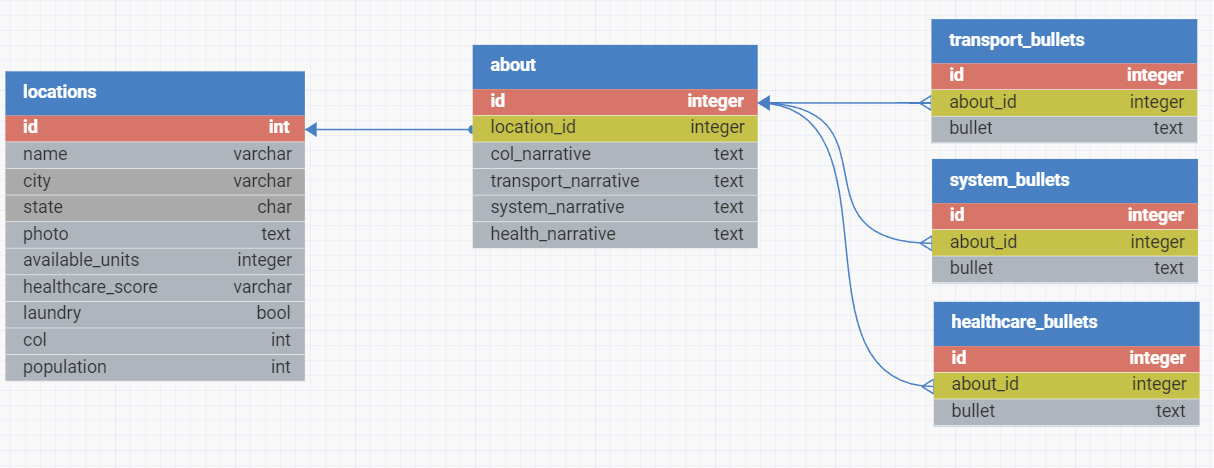 locations
id int
name varchar
city varchar
state char
photo text
available_units integer
healthcare_score varchar
laundry bool
col int
population int
about
id integer
location_id integer
col_narrative text
transport_narrative text
system_narrative text
health_narrative text
transport_bullets
id integer
about_id integer
bullet text
system_bullets
id integer
about_id integer
bullet text
healthcare_bullets
id integer
about_id integer
bullet text